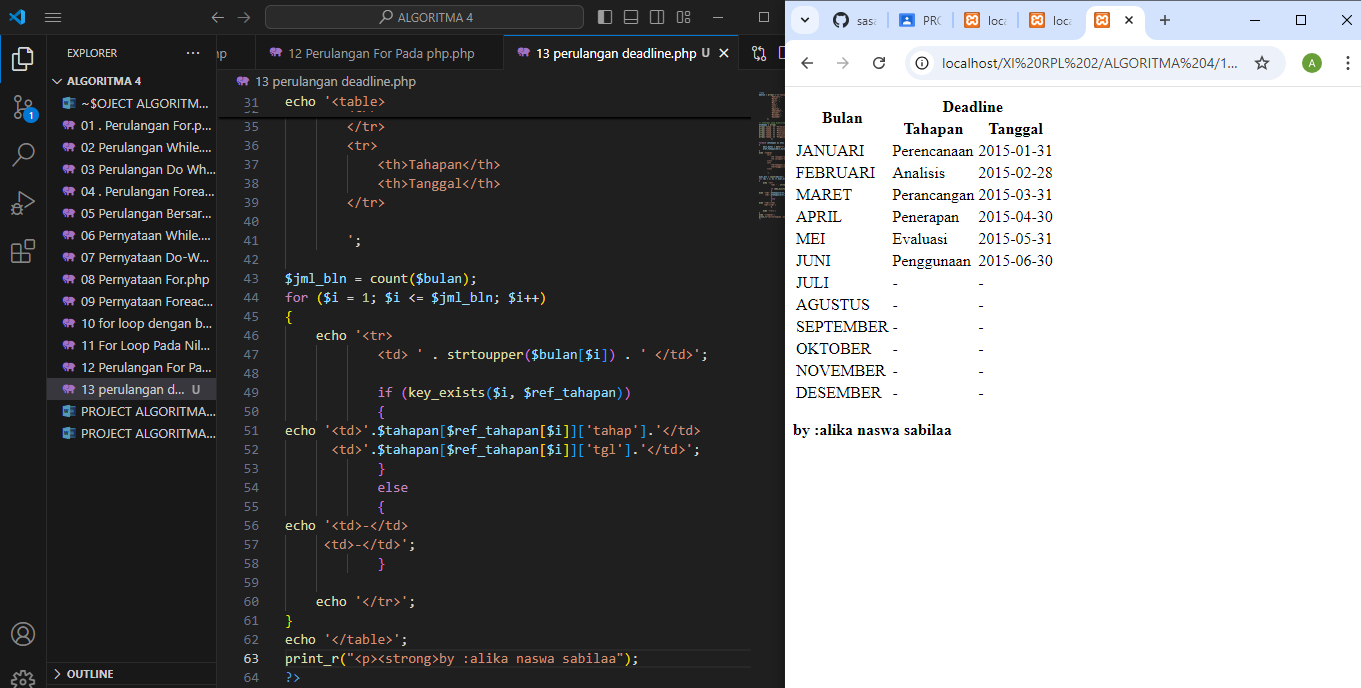 ALGORITMA 4
EXPLORER
ALGORITMA 4
~$OJECT ALGORITM...
01 . Perulangan For.p...
02 Perulangan While....
03 Perulangan Do Wh...
04 . Perulangan Forea...
05 Perulangan Bersar...
06 Pernyataan While....
07 Pernyataan Do-W...
08 Pernyataan For.php
09 Pernyataan Foreac...
10 for loop dengan b...
11 For Loop Pada Nil...
12 Perulangan For Pa...
13 perulangan d... U
PROJECT ALGORITMA...
PROJECT ALGORITMA...
OUTLINE
1
12 Perulangan For Pada php.php
13 perulangan deadline.php U
13 perulangan deadline.php
31 echo '<table>
35 </tr>
36 <tr>
37 <th>Tahapan</th>
38 <th>Tanggal</th>
39 </tr>
40
41 ';
42
43 $jml_bln = count($bulan);
44 for ($i = 1; $i <= $jml_bln; $i++)
45 {
46 echo '<tr>
47 <td> ' . strtoupper($bulan[$i]) . ' </td>';
48
49 if (key_exists($i, $ref_tahapan))
50 {
51 echo '<td>'.$tahapan[$ref_tahapan[$i]]['tahap'].'</td>
52 <td>'.$tahapan[$ref_tahapan[$i]]['tgl'].'</td>';
53 }
54 else
55 {
56 echo '<td>-</td>
57 <td>-</td>';
58 }
59
60 echo '</tr>';
61 }
62 echo '</table>';
63 print_r("<p><strong>by :alika naswa sabilaa");
64 ?>
localhost/XI%20RPL%202/ALGORITMA%204/1...
A
Bulan Deadline
Tahapan Tanggal
JANUARI Perencanaan 2015-01-31
FEBRUARI Analisis 2015-02-28
MARET Perancangan 2015-03-31
APRIL Penerapan 2015-04-30
MEI Evaluasi 2015-05-31
JUNI Penggunaan 2015-06-30
JULI - -
AGUSTUS - -
SEPTEMBER - -
OKTOBER - -
NOVEMBER - -
DESEMBER - -
by :alika naswa sabilaa